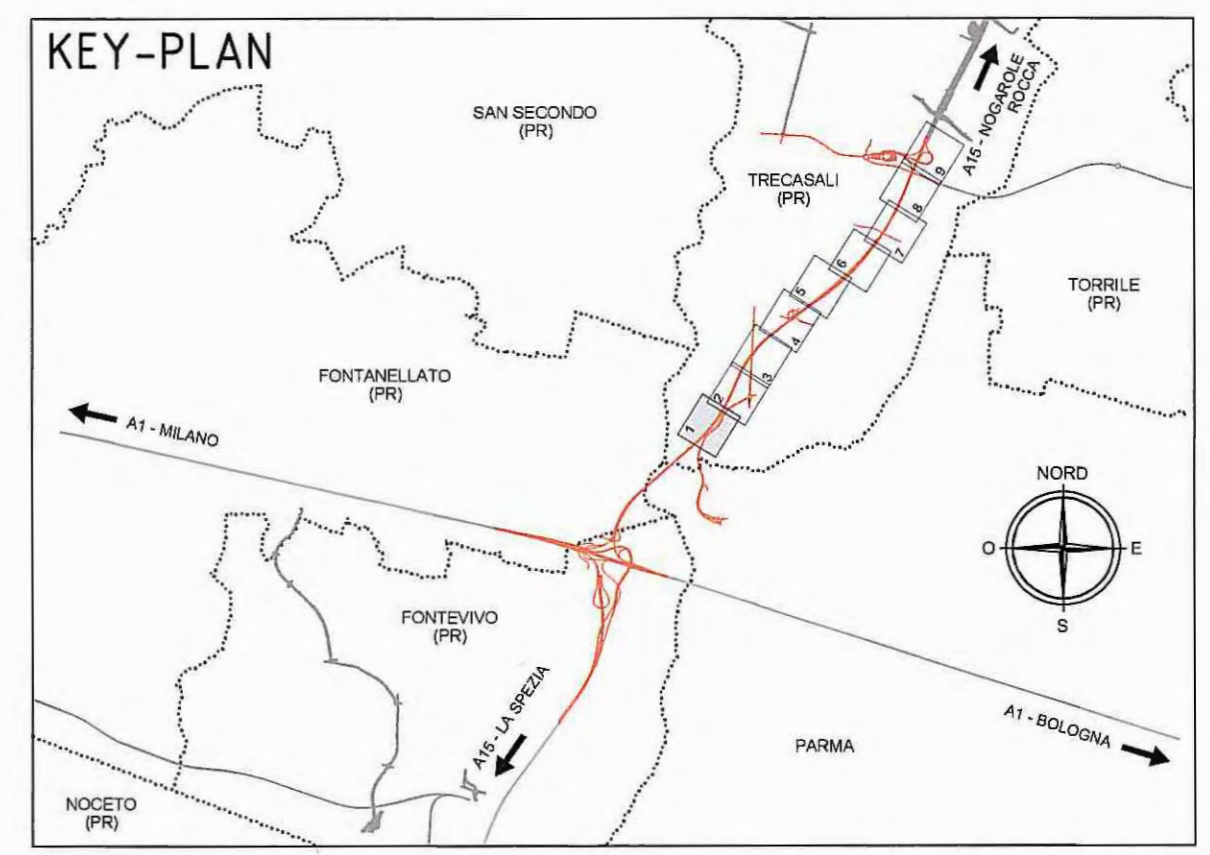 KEY-PLAN
SAN SECONDO
(PR)
A15 - NOGAROLE
ROCCA
TRECASALI
(PR)
9
8
7
6
5
4
3
2
1
TORRILE
(PR)
FONTANELLATO
(PR)
A1 - MILANO
NORD
O
E
S
FONTEVIVO
(PR)
A15 - LA SPEZIA
A1 - BOLOGNA
PARMA
NOCETO
(PR)